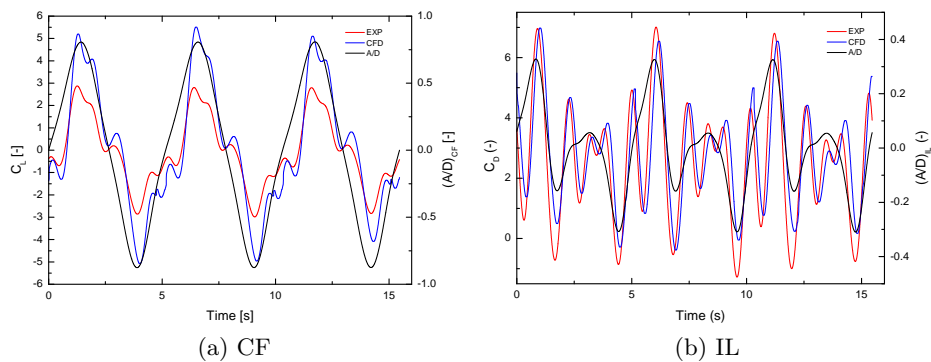 EXP
CFD
A/D
6
5
4
3
2
1
0
-1
-2
-3
-4
-5
-6
C_L [-]
1.0
0.5
0.0
-0.5
-1.0
(A/D)_CF [-]
0 5 10 15
Time [s]
(a) CF
EXP
CFD
A/D
6
4
2
0
C_D (-)
0.4
0.2
0.0
-0.2
-0.4
(A/D)_IL (-)
0 5 10 15
Time (s)
(b) IL